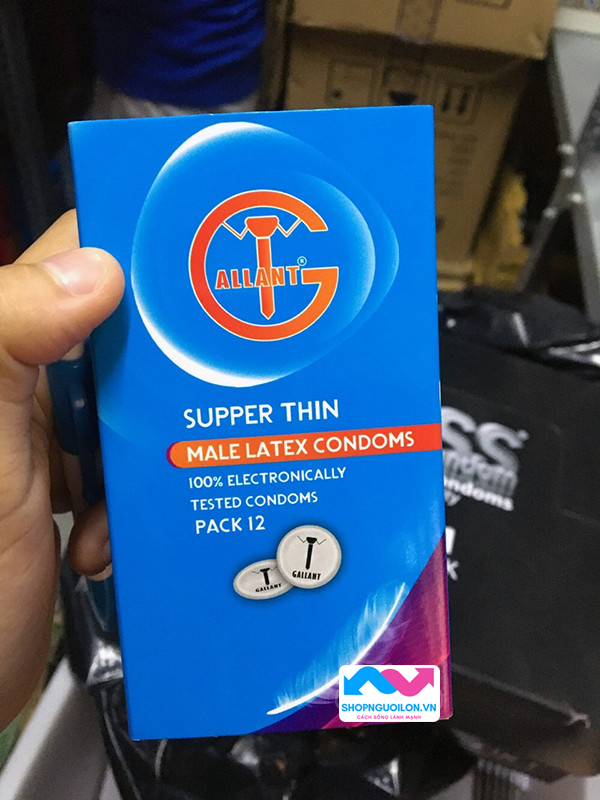 GALLANT®
SUPPER THIN
MALE LATEX CONDOMS
100% ELECTRONICALLY
TESTED CONDOMS
PACK 12
GALLANT
GALLANT
SHOPNGUOILON.VN
CÁCH SỐNG LÀNH MẠNH